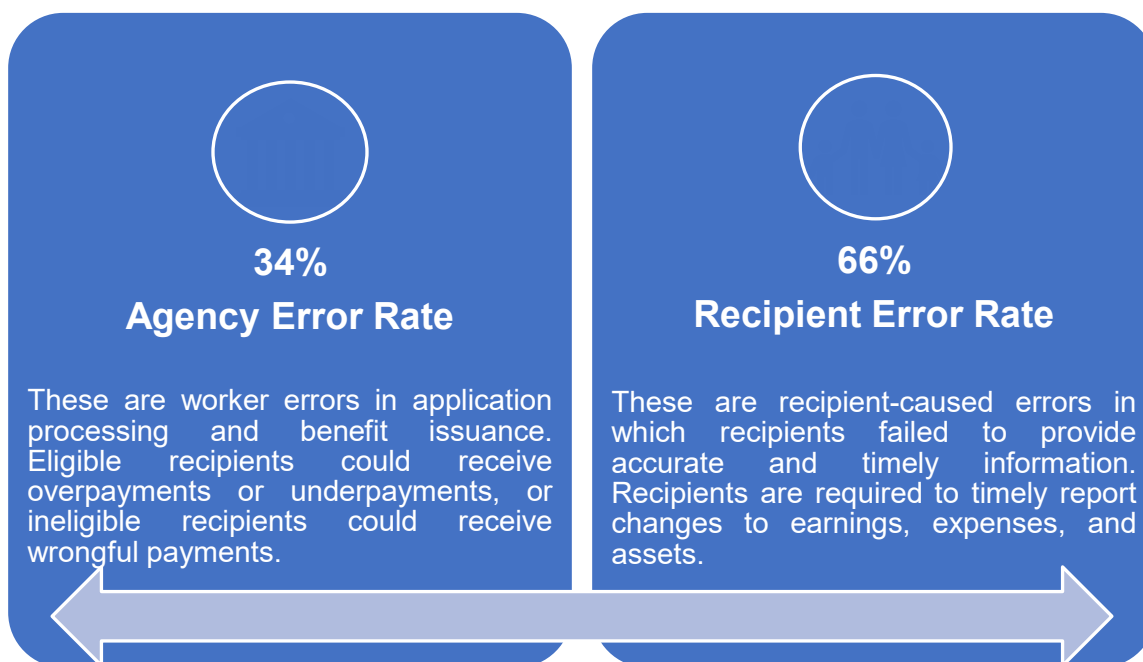 34%
Agency Error Rate
These are worker errors in application
processing and benefit issuance.
Eligible recipients could receive
overpayments or underpayments, or
ineligible recipients could receive
wrongful payments.
66%
Recipient Error Rate
These are recipient-caused errors in
which recipients failed to provide
accurate and timely information.
Recipients are required to timely report
changes to earnings, expenses, and
assets.